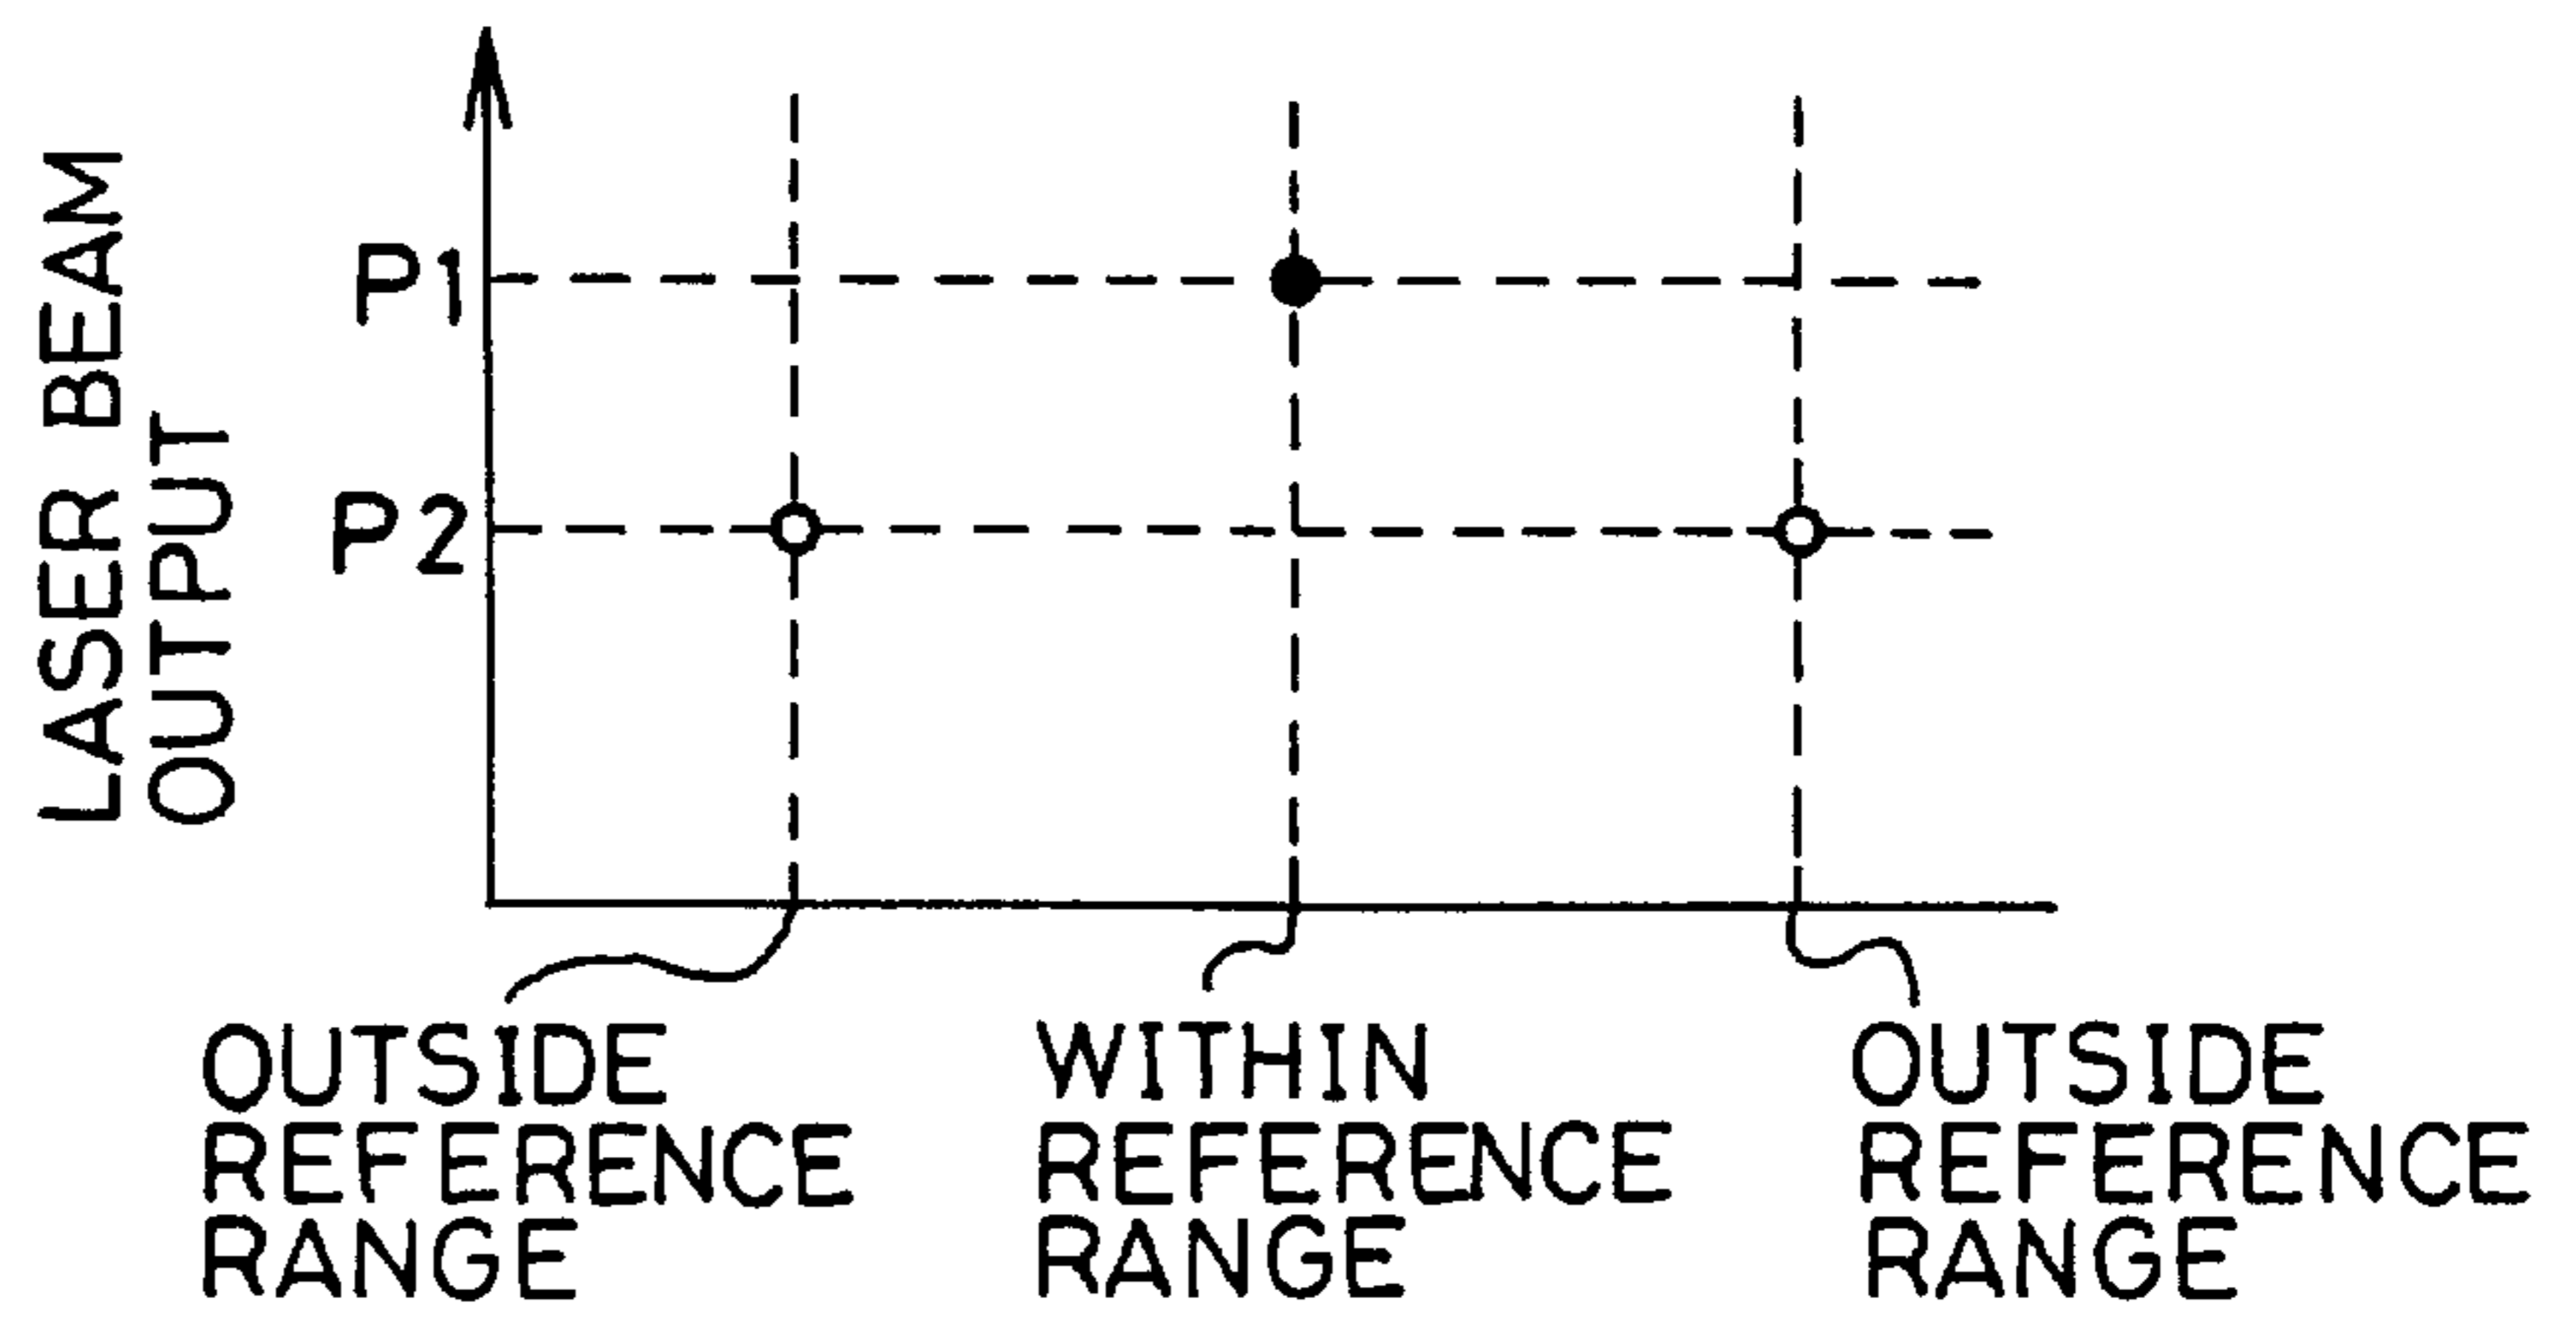 LASER BEAM
OUTPUT
P1
P2
OUTSIDE
REFERENCE
RANGE
WITHIN
REFERENCE
RANGE
OUTSIDE
REFERENCE
RANGE